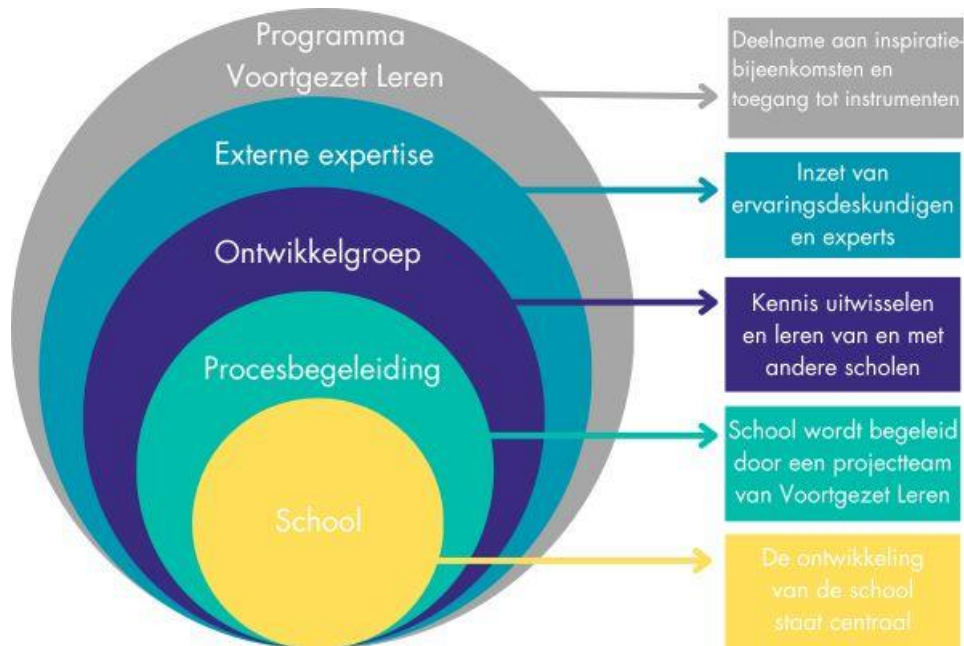 Programma
Voortgezet Leren
Externe expertise
Ontwikkelgroep
Procesbegeleiding
School
Deelname aan inspiratie-
bijeenkomsten en
toegang tot instrumenten
Inzet van
ervaringsdeskundigen
en experts
Kennis uitwisselen
en leren van en met
andere scholen
School wordt begeleid
door een projectteam
van Voortgezet Leren
De ontwikkeling
van de school
staat centraal